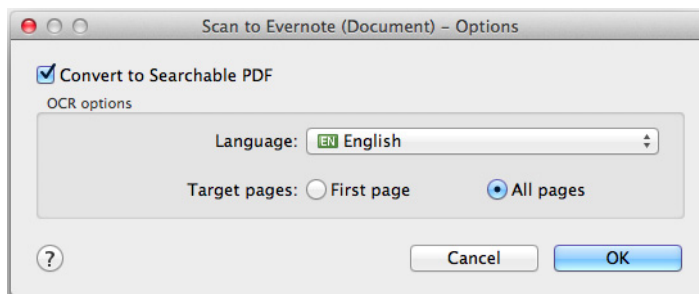 Scan to Evernote (Document) – Options
Convert to Searchable PDF
OCR options
Language: EN English
Target pages: First page All pages
? Cancel OK